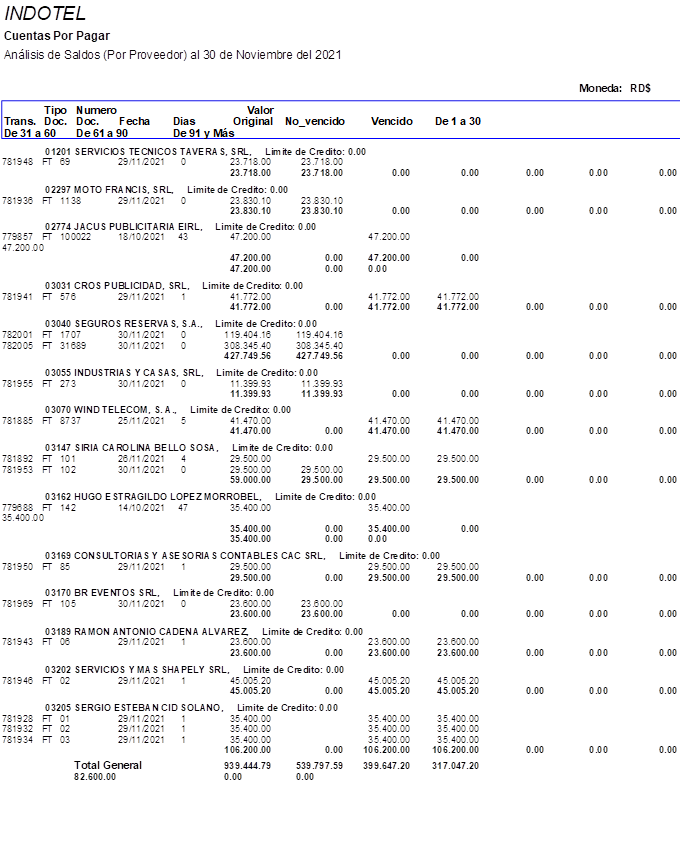 INDOTEL
Cuentas Por Pagar
Análisis de Saldos (Por Proveedor) al 30 de Noviembre del 2021
Moneda: RD$
Tipo Numero Valor
Trans. Doc. Doc. Fecha Dias Original No_vencido Vencido De 1 a 30
De 31 a 60 De 61 a 90 De 91 y Más
01201 SERVICIOS TECNICOS TAVERAS, SRL, Limite de Credito: 0.00
781948 FT 69 29/11/2021 0 23.718.00 23.718.00
23.718.00 23.718.00 0.00 0.00 0.00 0.00 0.00
02297 MOTO FRANCIS, SRL, Limite de Credito: 0.00
781936 FT 1138 29/11/2021 0 23.830.10 23.830.10
23.830.10 23.830.10 0.00 0.00 0.00 0.00 0.00
02774 JACUS PUBLICITARIA EIRL, Limite de Credito: 0.00
779857 FT 100022 18/10/2021 43 47.200.00 47.200.00
47.200.00
47.200.00 0.00 47.200.00 0.00
47.200.00 0.00 0.00
03031 CROS PUBLICIDAD, SRL, Limite de Credito: 0.00
781941 FT 576 29/11/2021 1 41.772.00 41.772.00 41.772.00
41.772.00 0.00 41.772.00 41.772.00 0.00 0.00 0.00
03040 SEGUROS RESERVAS, S.A., Limite de Credito: 0.00
782001 FT 1707 30/11/2021 0 119.404.16 119.404.16
782005 FT 31689 30/11/2021 0 308.345.40 308.345.40
427.749.56 427.749.56 0.00 0.00 0.00 0.00 0.00
03055 INDUSTRIAS Y CASAS, SRL, Limite de Credito: 0.00
781955 FT 273 30/11/2021 0 11.399.93 11.399.93
11.399.93 11.399.93 0.00 0.00 0.00 0.00 0.00
03070 WIND TELECOM, S.A., Limite de Credito: 0.00
781885 FT 8737 25/11/2021 5 41.470.00 41.470.00 41.470.00
41.470.00 0.00 41.470.00 41.470.00 0.00 0.00 0.00
03147 SIRIA CAROLINA BELLO SOSA, Limite de Credito: 0.00
781892 FT 101 26/11/2021 4 29.500.00 29.500.00 29.500.00
781953 FT 102 30/11/2021 0 29.500.00 29.500.00
59.000.00 29.500.00 29.500.00 29.500.00 0.00 0.00 0.00
03162 HUGO ESTRAGILDO LOPEZ MORROBEL, Limite de Credito: 0.00
779688 FT 142 14/10/2021 47 35.400.00 35.400.00
35.400.00
35.400.00 0.00 35.400.00 0.00
35.400.00 0.00 0.00
03169 CONSULTORIAS Y ASESORIAS CONTABLES CAC SRL, Limite de Credito: 0.00
781950 FT 85 29/11/2021 1 29.500.00 29.500.00 29.500.00
29.500.00 0.00 29.500.00 29.500.00 0.00 0.00 0.00
03170 BR EVENTOS SRL, Limite de Credito: 0.00
781969 FT 105 30/11/2021 0 23.600.00 23.600.00
23.600.00 23.600.00 0.00 0.00 0.00 0.00 0.00
03189 RAMON ANTONIO CADENA ALVAREZ, Limite de Credito: 0.00
781943 FT 06 29/11/2021 1 23.600.00 23.600.00 23.600.00
23.600.00 0.00 23.600.00 23.600.00 0.00 0.00 0.00
03202 SERVICIOS Y MAS SHAPELY SRL, Limite de Credito: 0.00
781946 FT 02 29/11/2021 1 45.005.20 45.005.20 45.005.20
45.005.20 0.00 45.005.20 45.005.20 0.00 0.00 0.00
03205 SERGIO ESTEBAN CID SOLANO, Limite de Credito: 0.00
781928 FT 01 29/11/2021 1 35.400.00 35.400.00 35.400.00
781932 FT 02 29/11/2021 1 35.400.00 35.400.00 35.400.00
781934 FT 03 29/11/2021 1 35.400.00 35.400.00 35.400.00
106.200.00 0.00 106.200.00 106.200.00 0.00 0.00 0.00
Total General 939.444.79 539.797.59 399.647.20 317.047.20
82.600.00 0.00 0.00